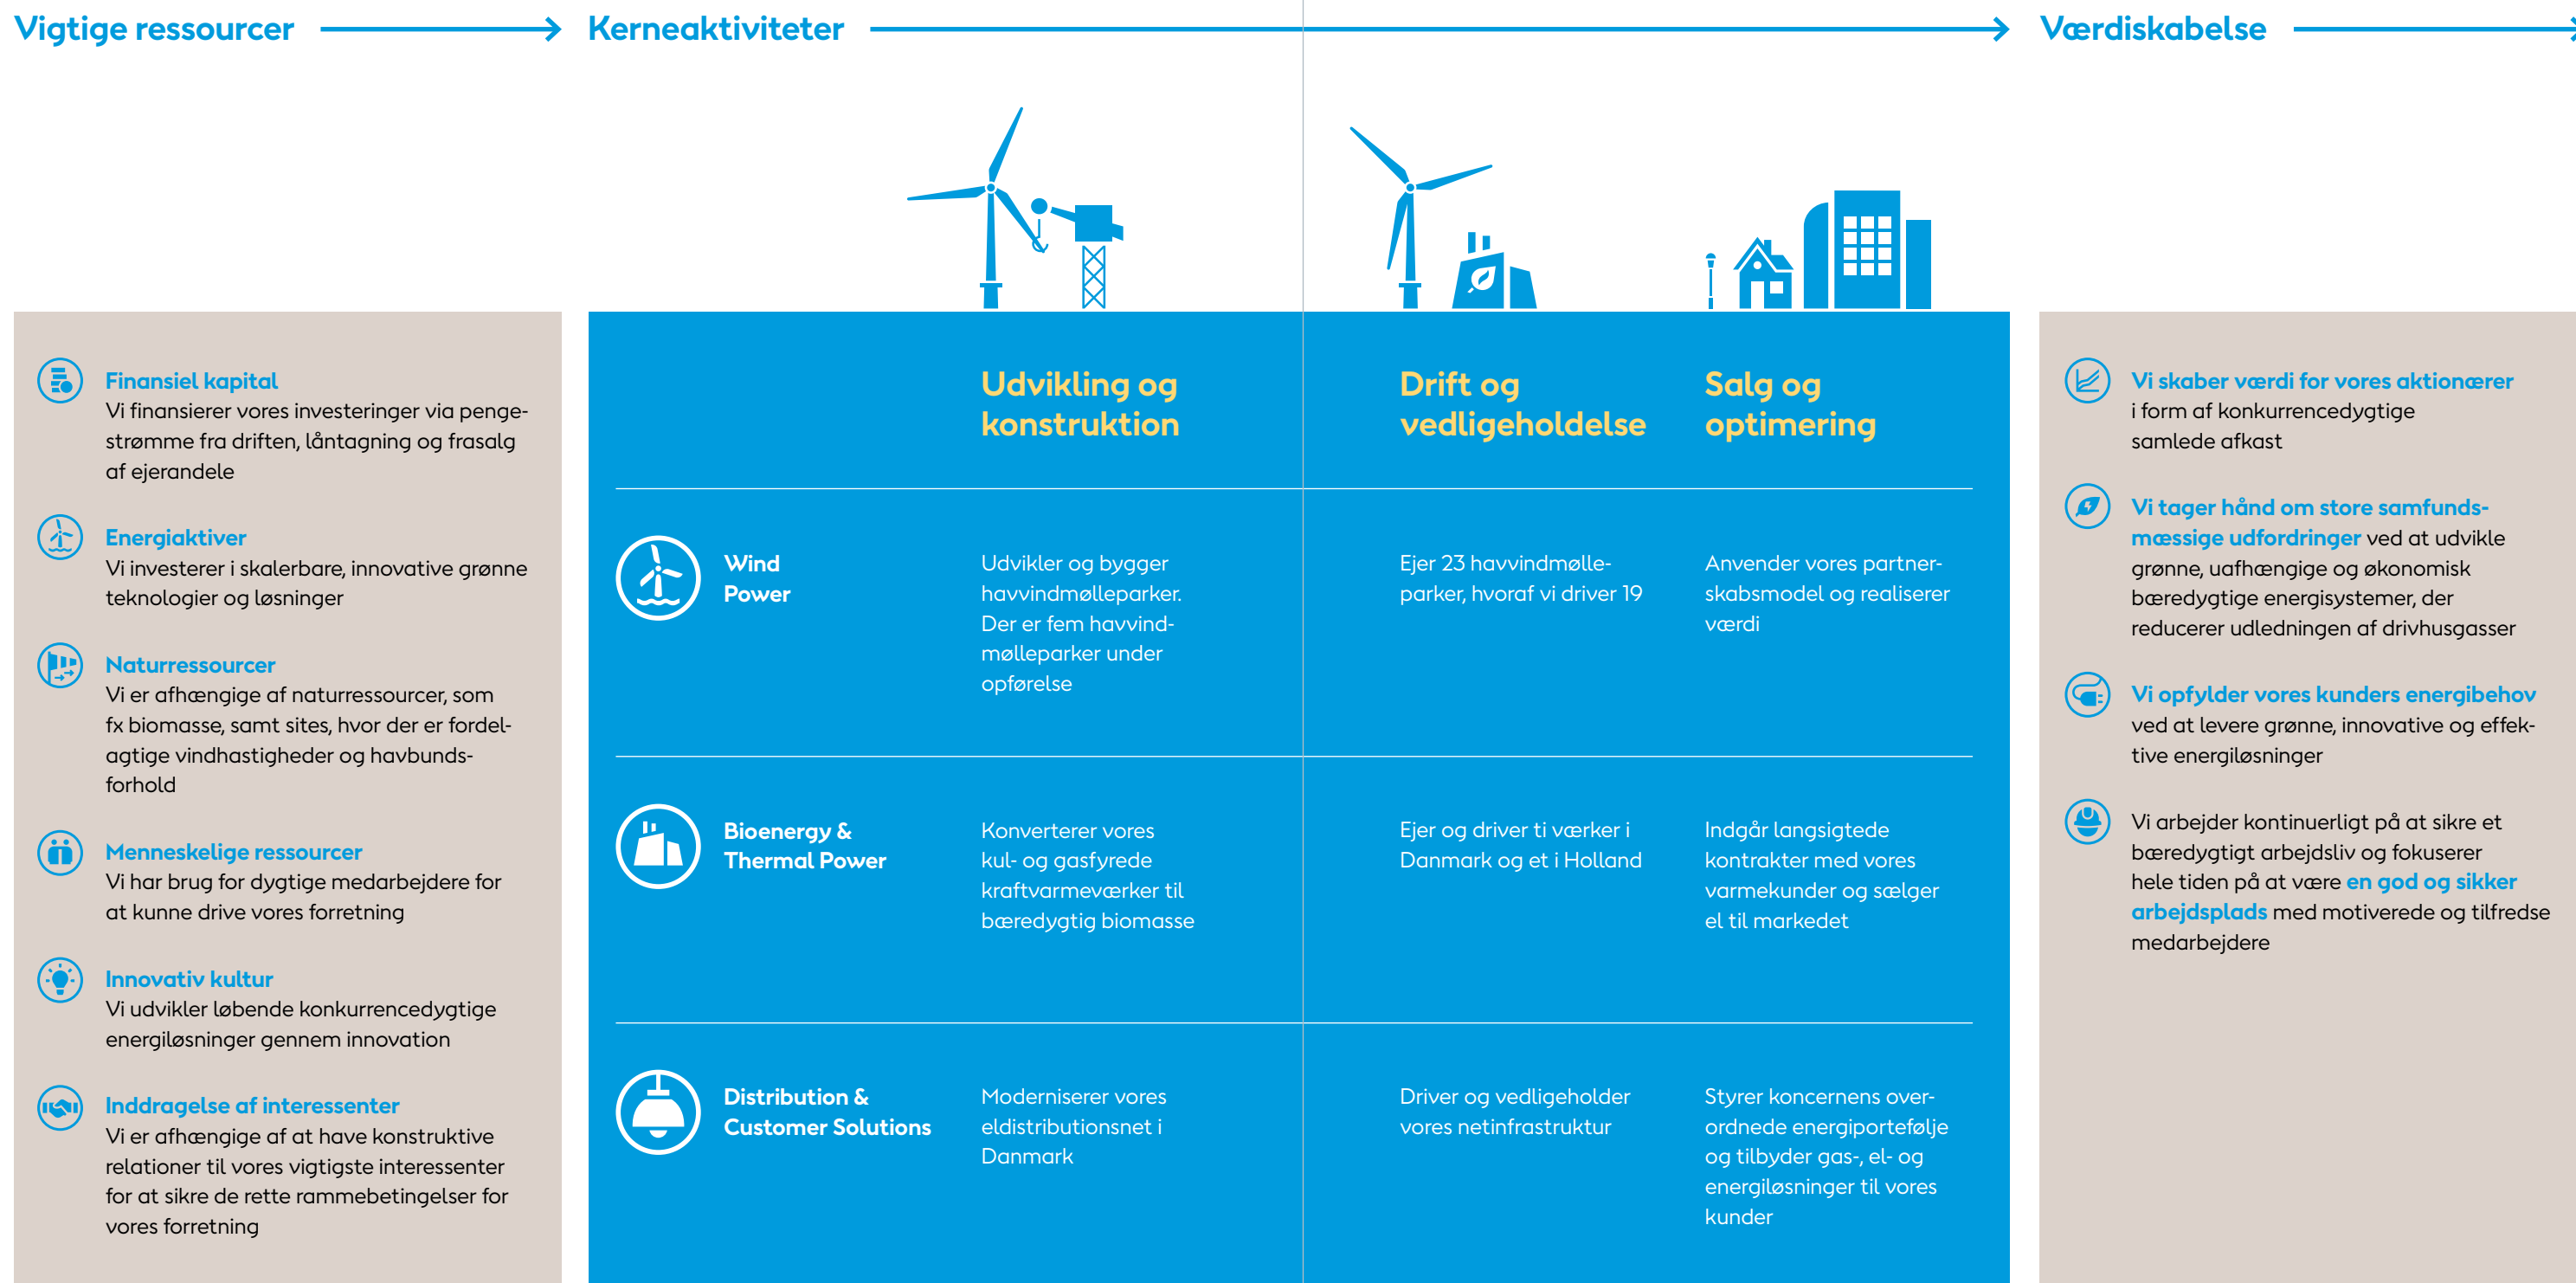 Vigtige ressourcer
Kerneaktiviteter
Værdiskabelse
Finansiel kapital
Vi finansierer vores investeringer via penge-
strømme fra driften, låntagning og frasalg
af ejerandele
Energiaktiver
Vi investerer i skalerbare, innovative grønne
teknologier og løsninger
Naturressourcer
Vi er afhængige af naturressourcer, som
fx biomasse, samt sites, hvor der er fordel-
agtige vindhastigheder og havbunds-
forhold
Menneskelige ressourcer
Vi har brug for dygtige medarbejdere for
at kunne drive vores forretning
Innovativ kultur
Vi udvikler løbende konkurrencedygtige
energiløsninger gennem innovation
Inddragelse af interessenter
Vi er afhængige af at have konstruktive
relationer til vores vigtigste interessenter
for at sikre de rette rammebetingelser for
vores forretning
Udvikling og
konstruktion
Drift og
vedligeholdelse
Salg og
optimering
Wind
Power
Udvikler og bygger
havvindmølleparker.
Der er fem havvind-
mølleparker under
opførelse
Ejer 23 havvindmølle-
parker, hvoraf vi driver 19
Anvender vores partner-
skabsmodel og realiserer
værdi
Bioenergy &
Thermal Power
Konverterer vores
kul- og gasfyrede
kraftvarmeværker til
bæredygtig biomasse
Ejer og driver ti værker i
Danmark og et i Holland
Indgår langsigtede
kontrakter med vores
varmekunder og sælger
el til markedet
Distribution &
Customer Solutions
Moderniserer vores
eldistributionsnet i
Danmark
Driver og vedligeholder
vores netinfrastruktur
Styrer koncernens over-
ordnede energiportefølje
og tilbyder gas-, el- og
energiløsninger til vores
kunder
Vi skaber værdi for vores aktionærer
i form af konkurrencedygtige
samlede afkast
Vi tager hånd om store samfunds-
mæssige udfordringer ved at udvikle
grønne, uafhængige og økonomisk
bæredygtige energisystemer, der
reducerer udledningen af drivhusgasser
Vi opfylder vores kunders energibehov
ved at levere grønne, innovative og effek-
tive energiløsninger
Vi arbejder kontinuerligt på at sikre et
bæredygtigt arbejdsliv og fokuserer
hele tiden på at være en god og sikker
arbejdsplads med motiverede og tilfredse
medarbejdere